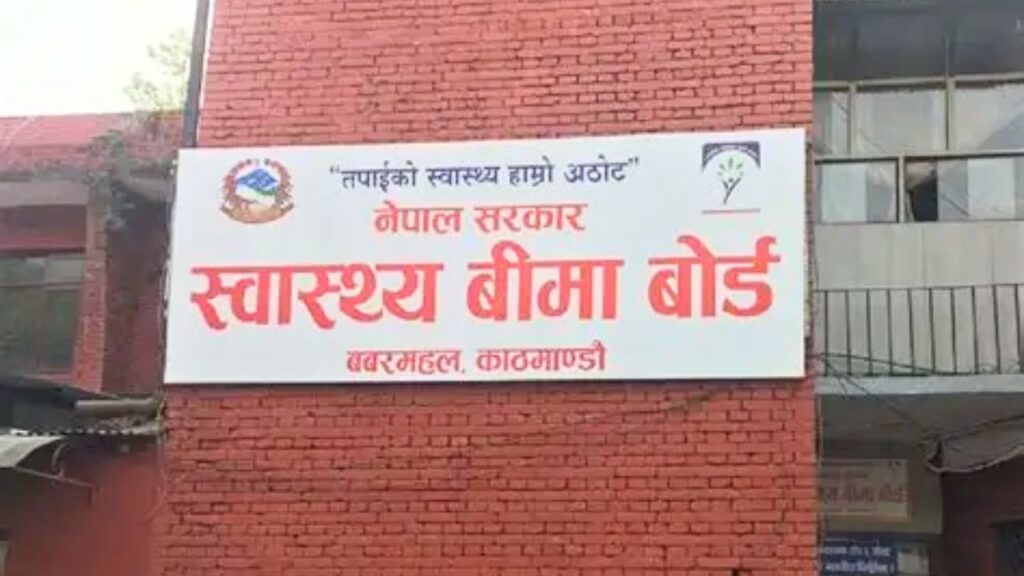 "तपाईको स्वास्थ्य हाम्रो अठोट"
नेपाल सरकार
स्वास्थ्य बीमा बोर्ड
बबरमहल, काठमाण्डौ
बीमा बोर्ड